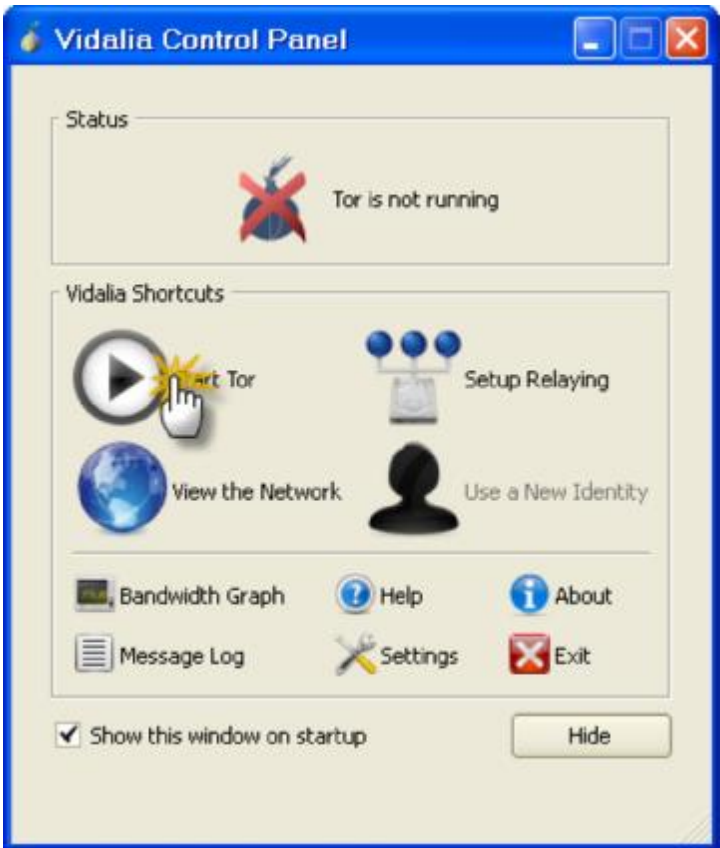 Vidalia Control Panel
Status
Tor is not running
Vidalia Shortcuts
Tor
Setup Relaying
View the Network
Use a New Identity
Bandwidth Graph
Help
About
Message Log
Settings
Exit
Show this window on startup
Hide